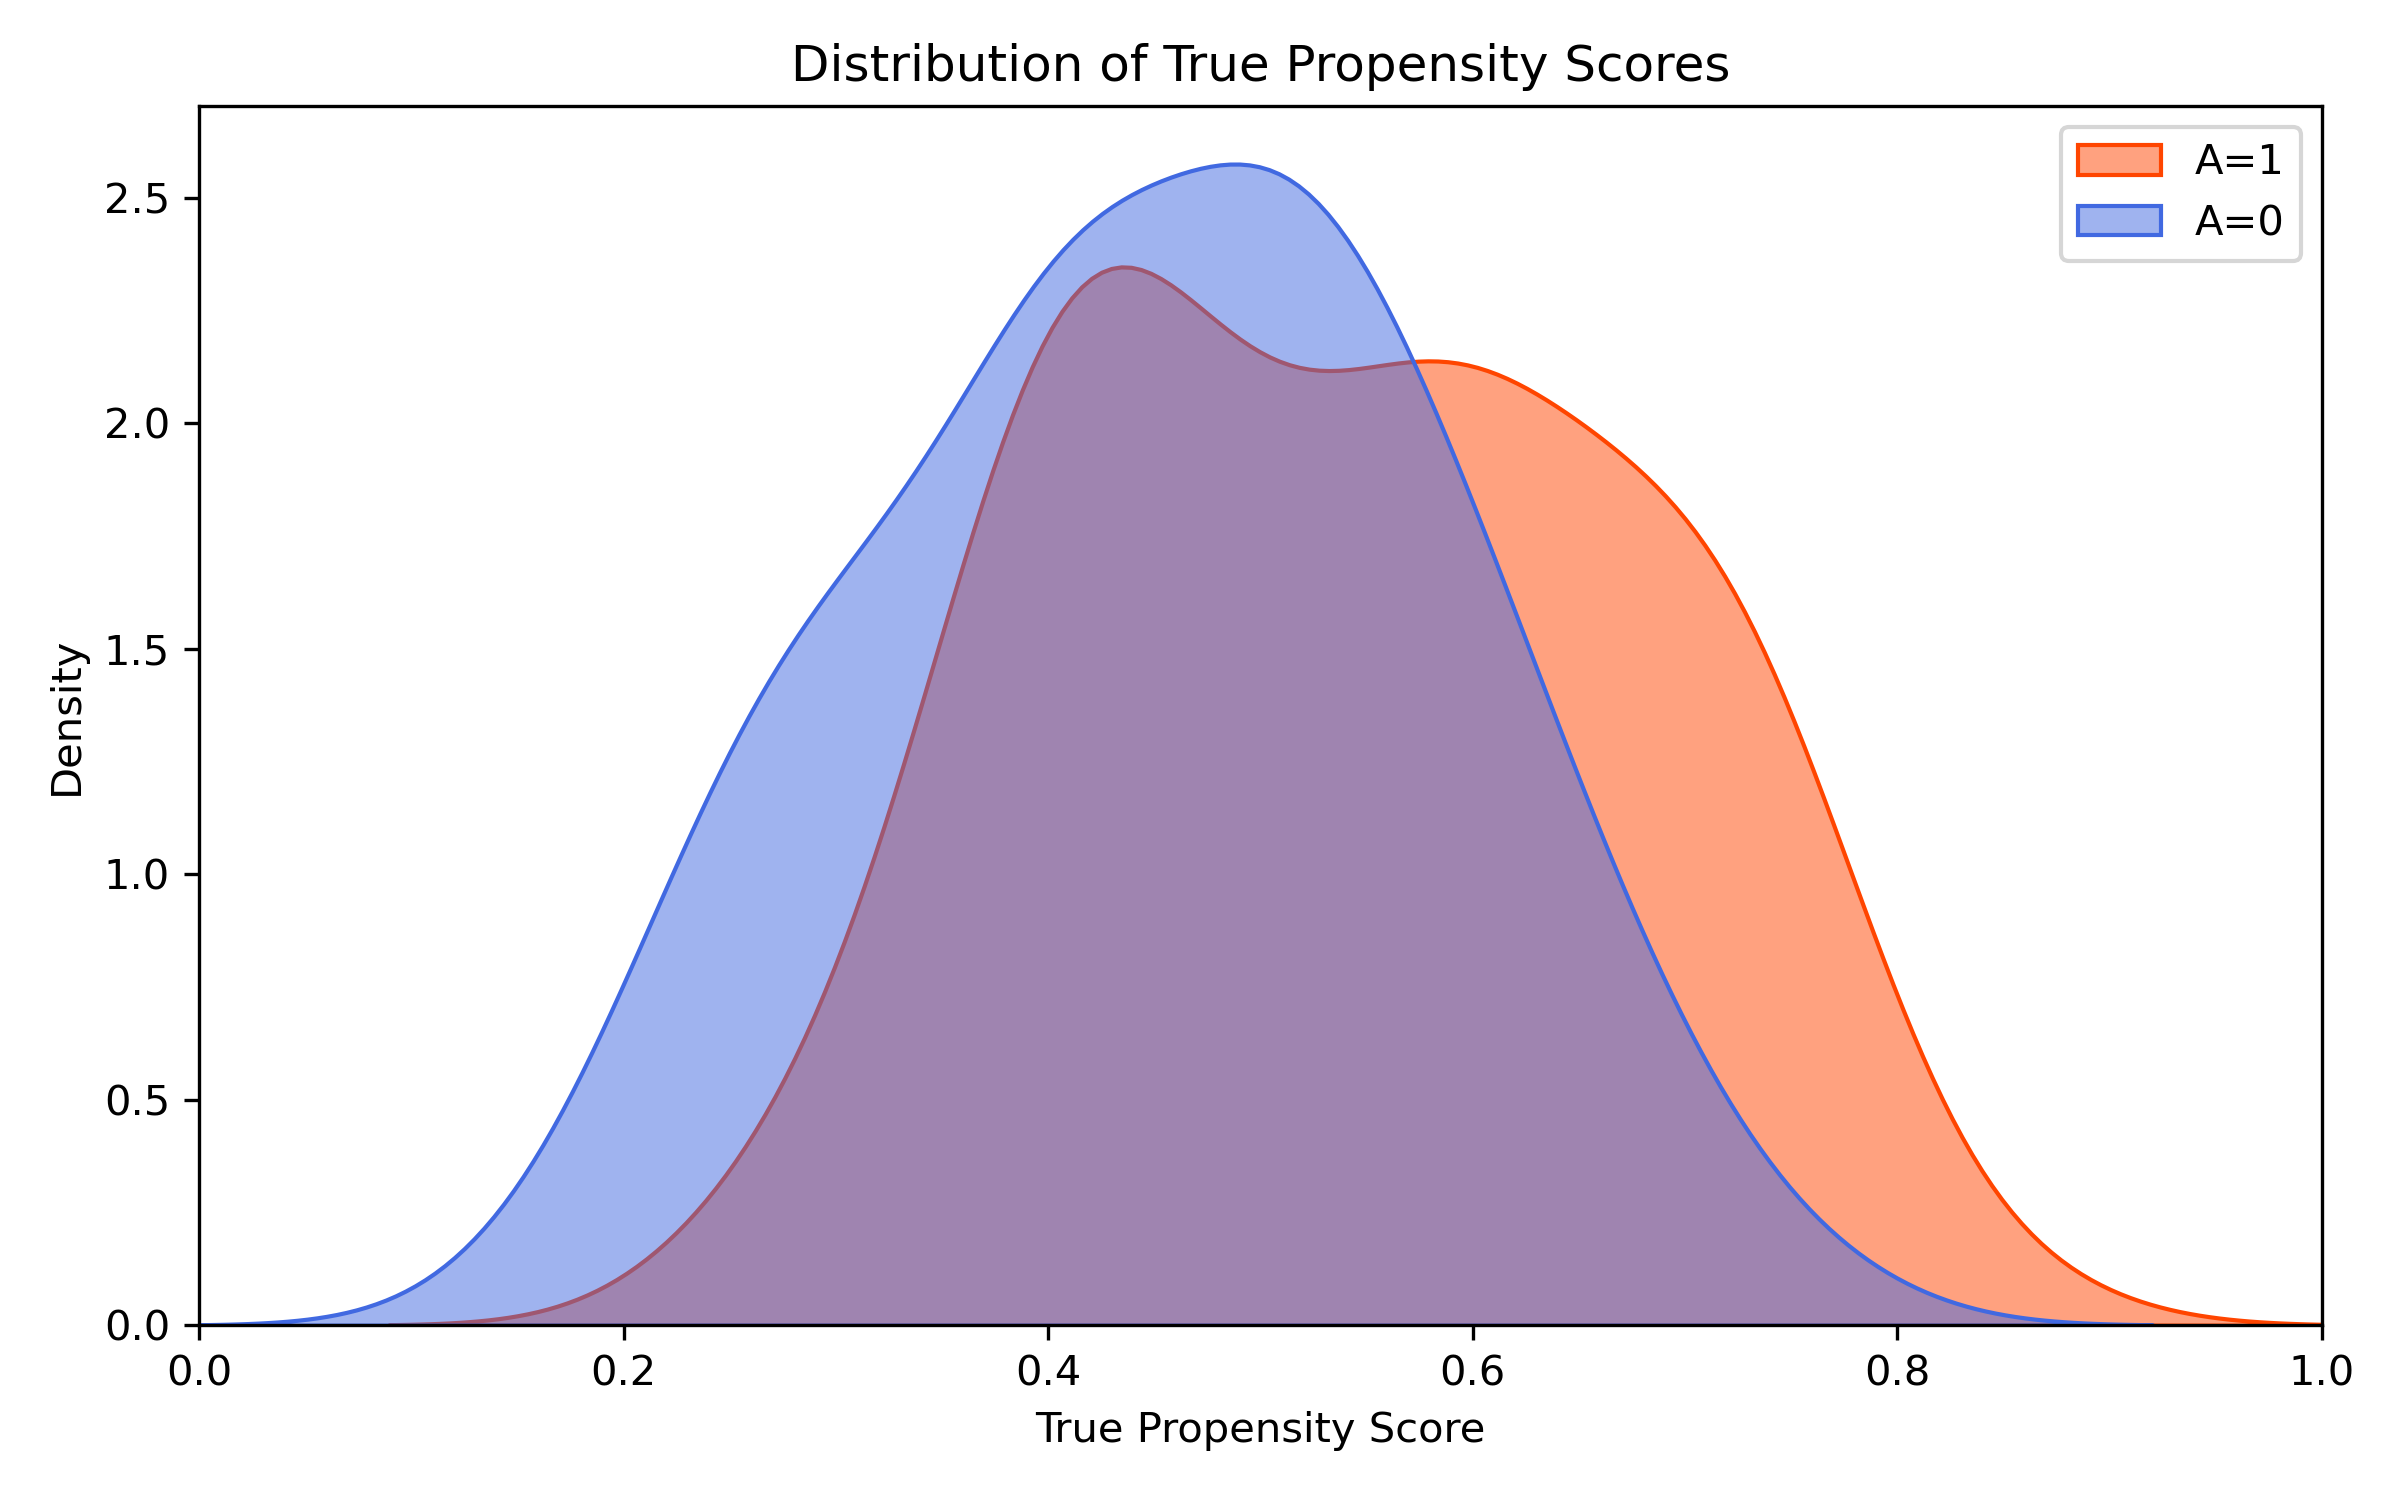 Distribution of True Propensity Scores
A=1
A=0
Density
2.5
2.0
1.5
1.0
0.5
0.0
0.0 0.2 0.4 0.6 0.8 1.0
True Propensity Score